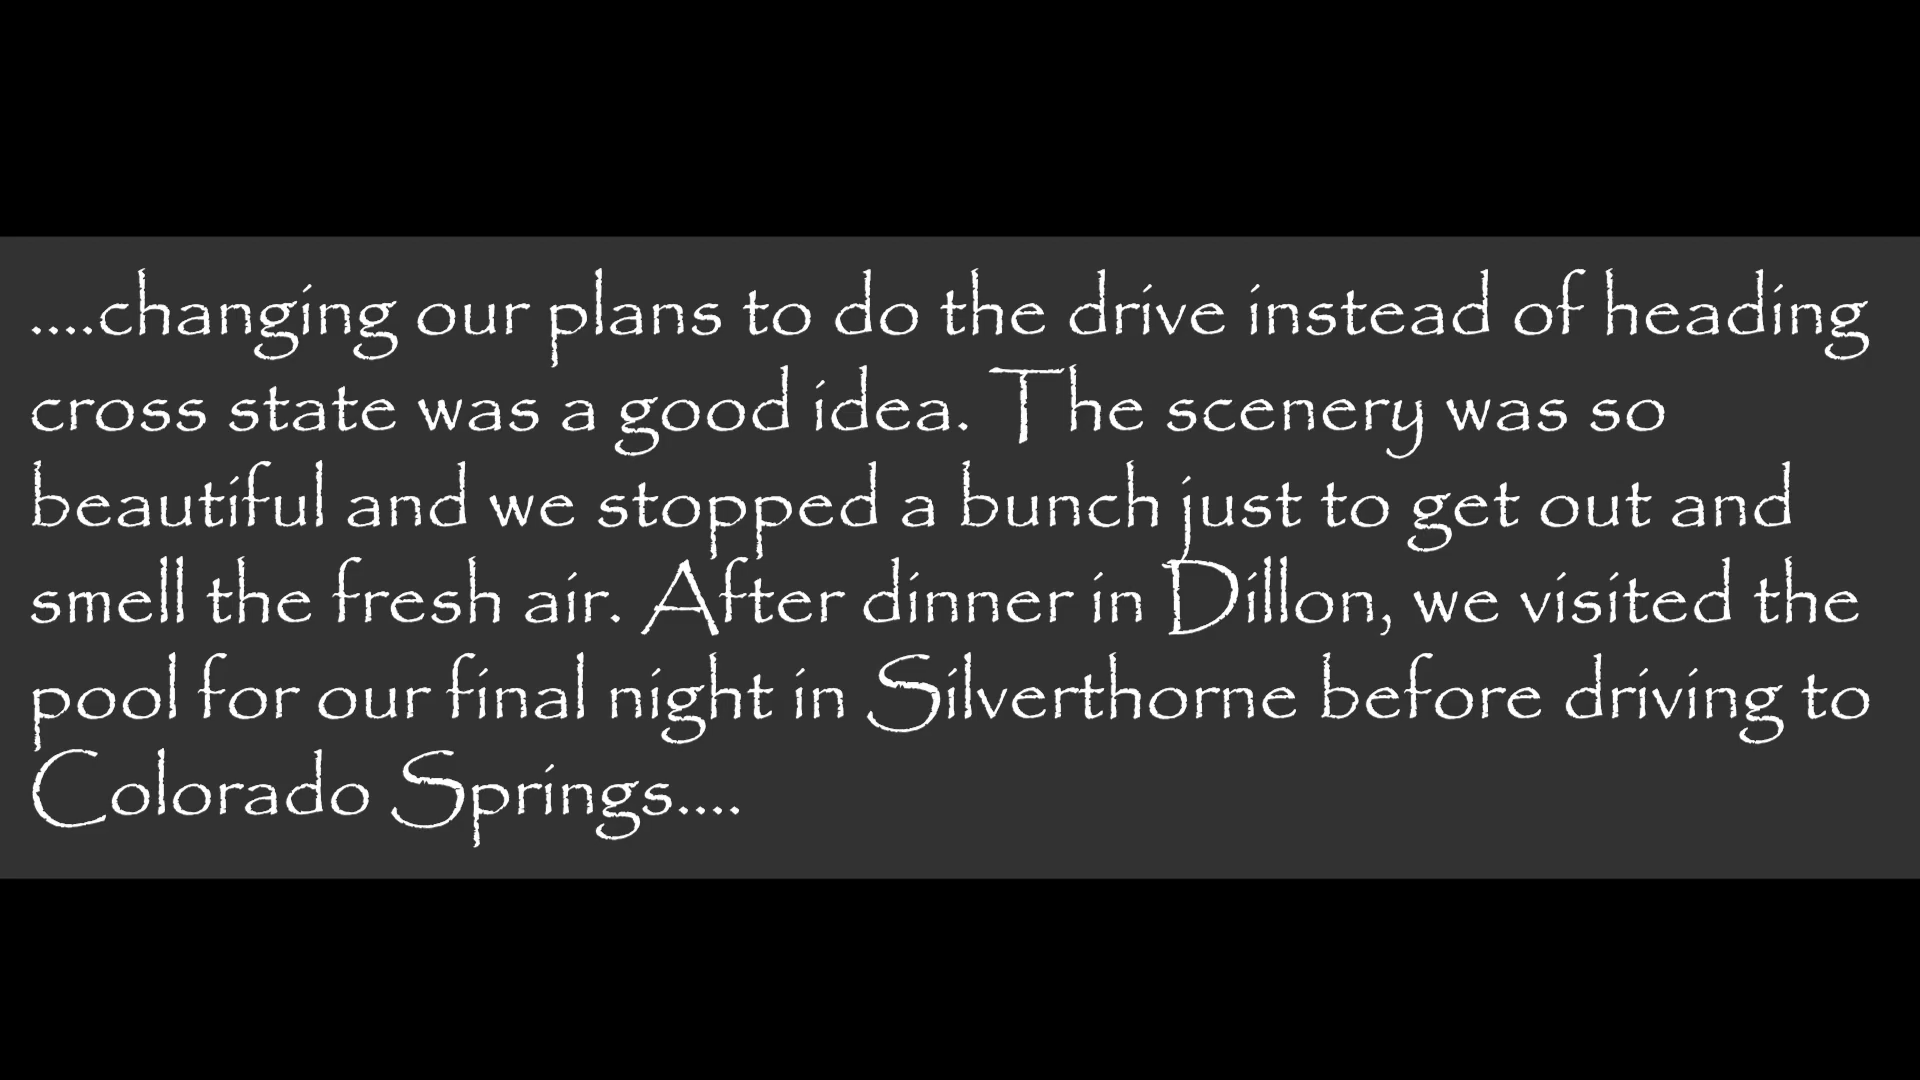 ....changing our plans to do the drive instead of heading
cross state was a good idea. The scenery was so
beautiful and we stopped a bunch just to get out and
smell the fresh air. After dinner in Dillon, we visited the
pool for our final night in Silverthorne before driving to
Colorado Springs....